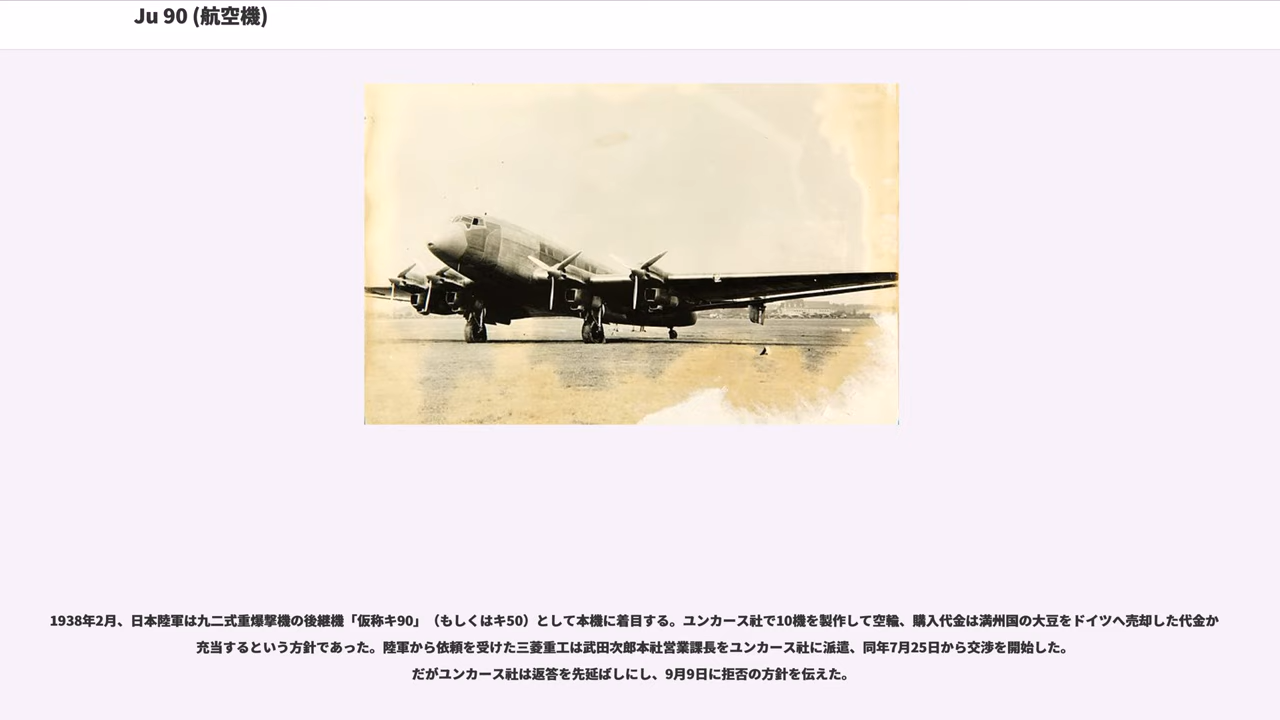 Ju 90 (航空機)
1938年2月、日本陸軍は九二式重爆撃機の後継機「仮称キ90」（もしくはキ50）として本機に着目する。ユンカース社で10機を製作して空輸、購入代金は満州国の大豆をドイツへ売却した代金か
充当するという方針であった。陸軍から依頼を受けた三菱重工は武田次郎本社営業課長をユンカース社に派遣、同年7月25日から交渉を開始した。
だがユンカース社は返答を先延ばしにし、9月9日に拒否の方針を伝えた。